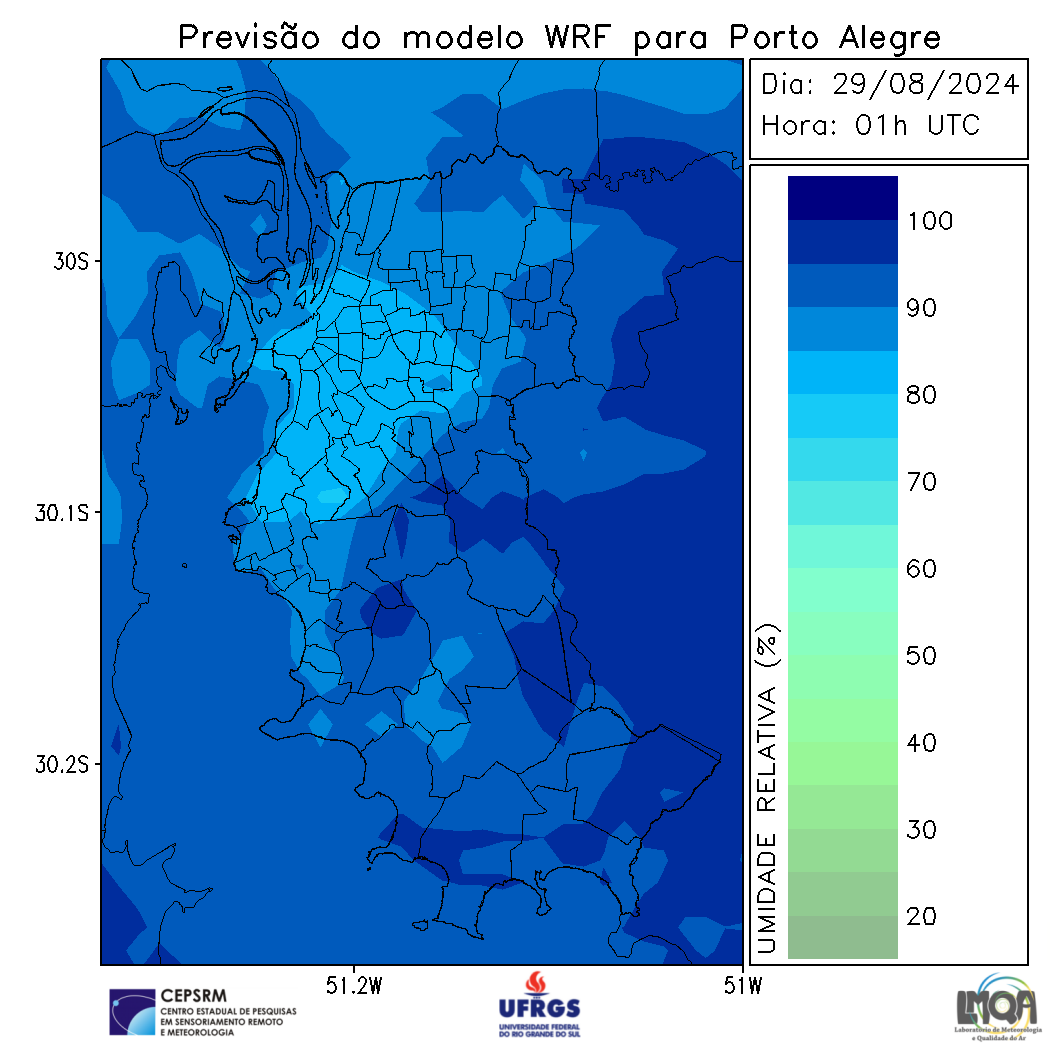 Previsão do modelo WRF para Porto Alegre
Dia: 29/08/2024
Hora: 01h UTC
30S
30.1S
30.2S
51.2W
51W
100
90
80
70
60
50
40
30
20
UMIDADE RELATIVA (%)
CEPSRM
CENTRO ESTADUAL DE PESQUISAS
EM SENSORIAMENTO REMOTO
E METEOROLOGIA
UFRGS
UNIVERSIDADE FEDERAL
DO RIO GRANDE DO SUL
LMQA
Laboratório de Meteorologia
e Qualidade do Ar